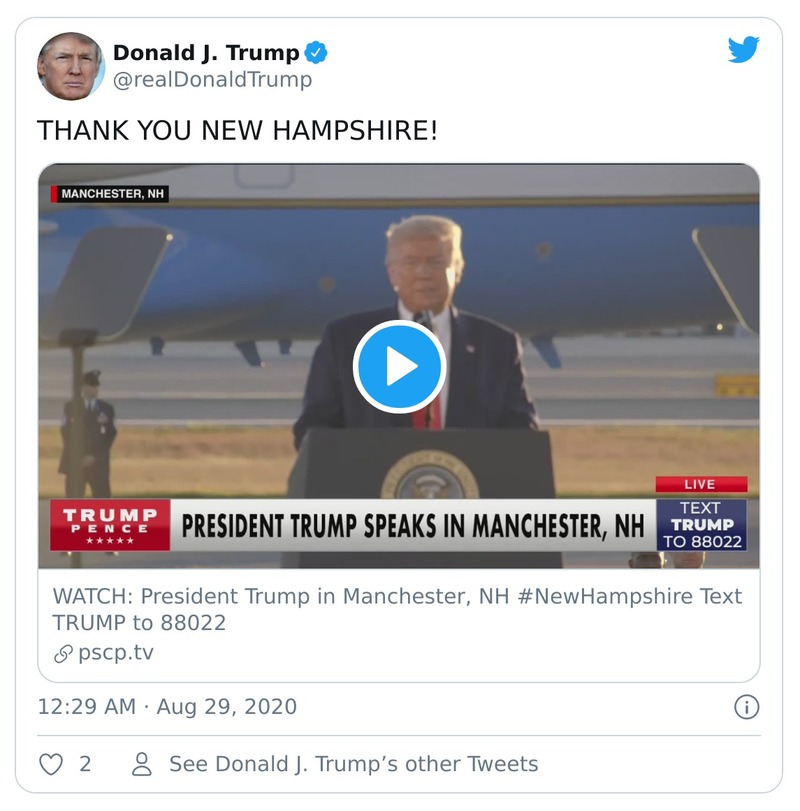 Donald J. Trump
@realDonaldTrump
THANK YOU NEW HAMPSHIRE!
MANCHESTER, NH
LIVE
TRUMP
PENCE
PRESIDENT TRUMP SPEAKS IN MANCHESTER, NH
TEXT
TRUMP
TO 88022
WATCH: President Trump in Manchester, NH #NewHampshire Text
TRUMP to 88022
pscp.tv
12:29 AM · Aug 29, 2020
2
See Donald J. Trump’s other Tweets